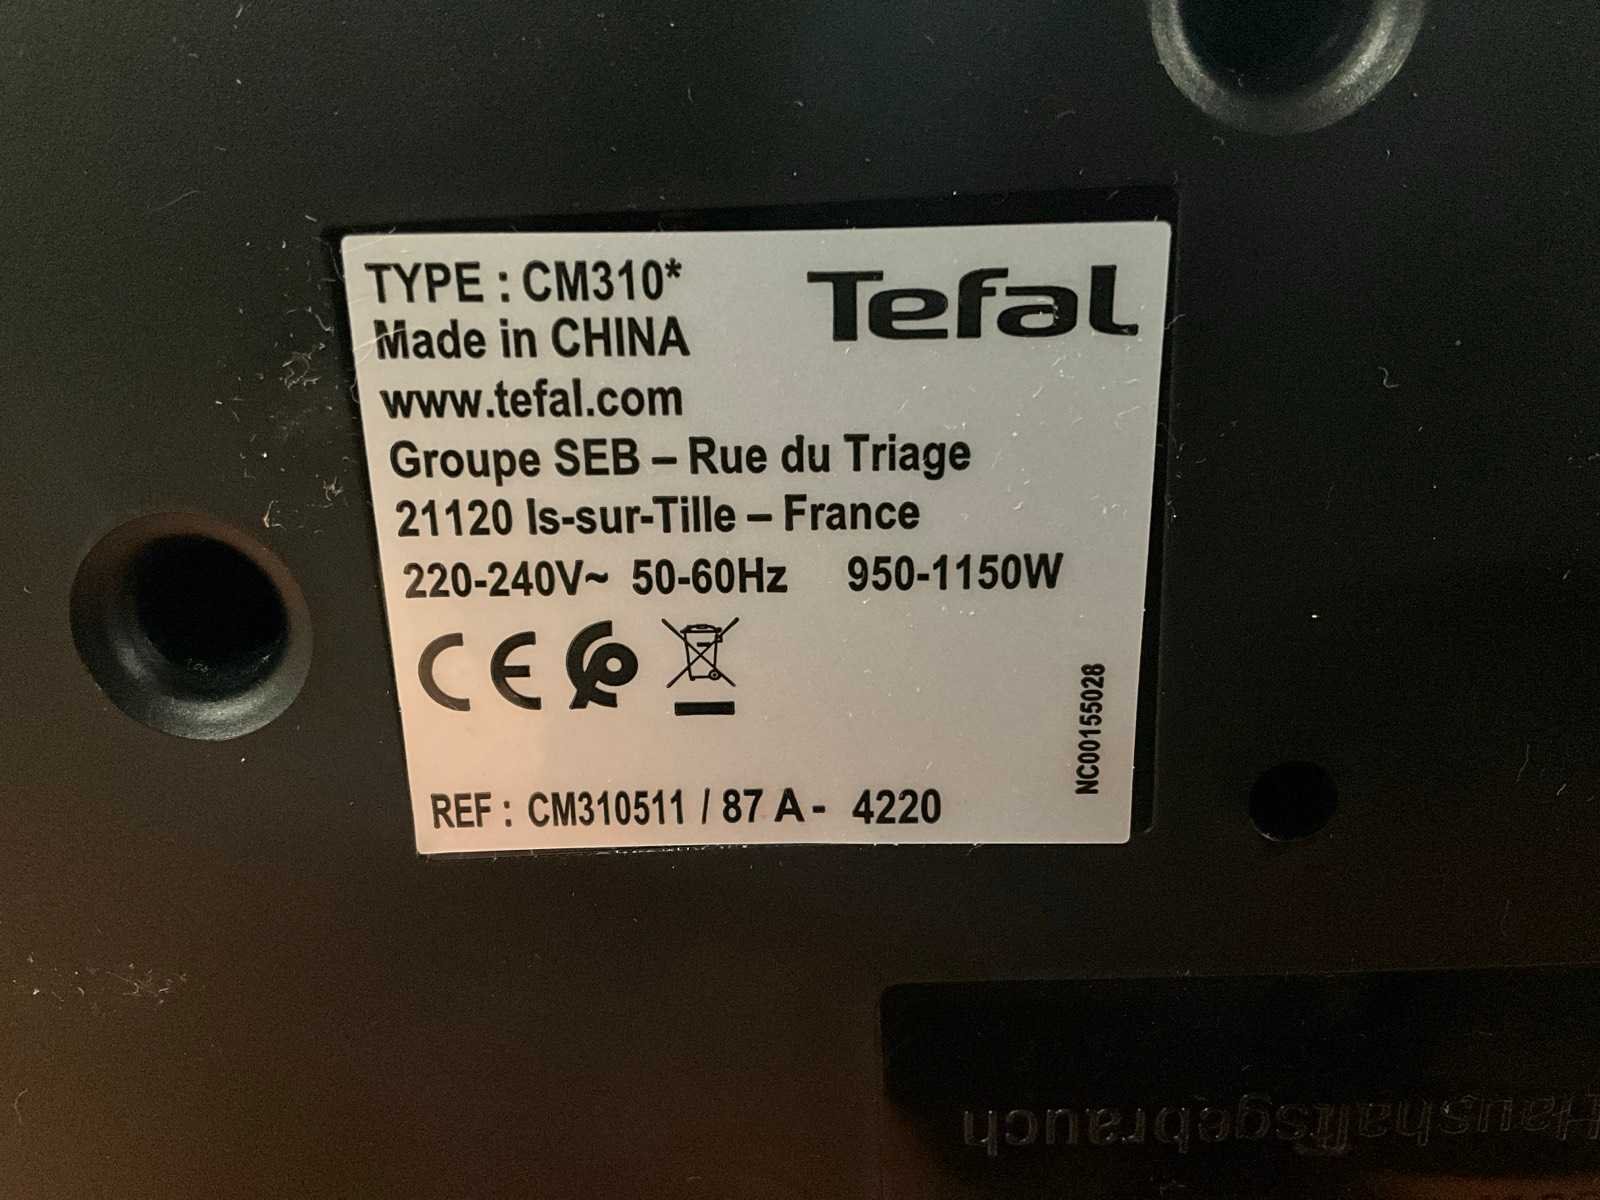 TYPE : CM310*
Tefal
Made in CHINA
www.tefal.com
Groupe SEB – Rue du Triage
21120 Is-sur-Tille – France
220-240V~ 50-60Hz 950-1150W
CE
NC00155028
REF : CM310511 / 87 A - 4220
Haushaltsgebrauch